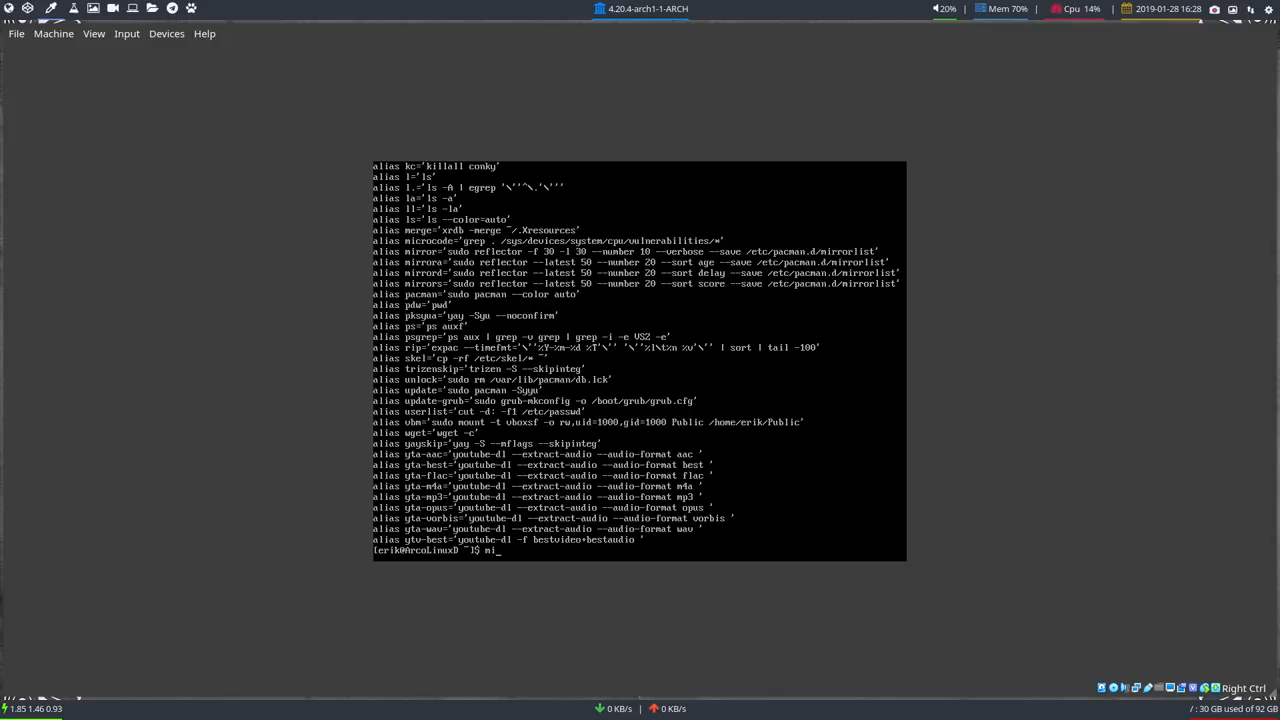 4.20.4-arch1-1-ARCH
20% | Mem 70% | Cpu 14% | 2019-01-28 16:28
File Machine View Input Devices Help
alias kc='killall conky'
alias l='ls'
alias l.='ls -A | egrep '\''^\.'\'''
alias la='ls -a'
alias ll='ls -la'
alias ls='ls --color=auto'
alias merge='xrdb -merge ~/.Xresources'
alias microcode='grep . /sys/devices/system/cpu/vulnerabilities/*'
alias mirror='sudo reflector -f 30 -l 30 --number 10 --verbose --save /etc/pacman.d/mirrorlist'
alias mirrora='sudo reflector --latest 50 --number 20 --sort age --save /etc/pacman.d/mirrorlist'
alias mirrord='sudo reflector --latest 50 --number 20 --sort delay --save /etc/pacman.d/mirrorlist'
alias mirrors='sudo reflector --latest 50 --number 20 --sort score --save /etc/pacman.d/mirrorlist'
alias pacman='sudo pacman --color auto'
alias pdw='pwd'
alias pksyua='yay -Syu --noconfirm'
alias ps='ps auxf'
alias psgrep='ps aux | grep -v grep | grep -i -e VSZ -e'
alias rip='expac --timefmt='\''%Y-%m-%d %T'\'' '\''%l\t%n %v'\'' | sort | tail -100'
alias skel='cp -rf /etc/skel/* ~'
alias trizenskip='trizen -S --skipinteg'
alias unlock='sudo rm /var/lib/pacman/db.lck'
alias update='sudo pacman -Syyu'
alias update-grub='sudo grub-mkconfig -o /boot/grub/grub.cfg'
alias userlist='cut -d: -f1 /etc/passwd'
alias vbm='sudo mount -t vboxsf -o rw,uid=1000,gid=1000 Public /home/erik/Public'
alias wget='wget -c'
alias yayskip='yay -S --mflags --skipinteg'
alias yta-aac='youtube-dl --extract-audio --audio-format aac '
alias yta-best='youtube-dl --extract-audio --audio-format best '
alias yta-flac='youtube-dl --extract-audio --audio-format flac '
alias yta-m4a='youtube-dl --extract-audio --audio-format m4a '
alias yta-mp3='youtube-dl --extract-audio --audio-format mp3 '
alias yta-opus='youtube-dl --extract-audio --audio-format opus '
alias yta-vorbis='youtube-dl --extract-audio --audio-format vorbis '
alias yta-wav='youtube-dl --extract-audio --audio-format wav '
alias ytv-best='youtube-dl -f bestvideo+bestaudio '
[erik@ArcoLinuxD ~]$ mi_
Right Ctrl
1.85 1.46 0.93
0 KB/s | 0 KB/s
/ : 30 GB used of 92 GB